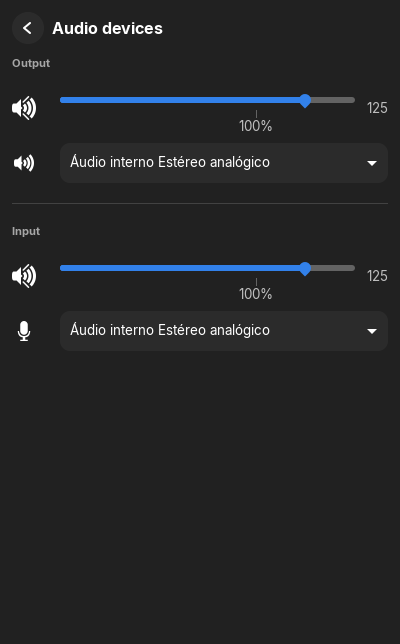 Audio devices
Output
125
100%
Áudio interno Estéreo analógico
Input
125
100%
Áudio interno Estéreo analógico